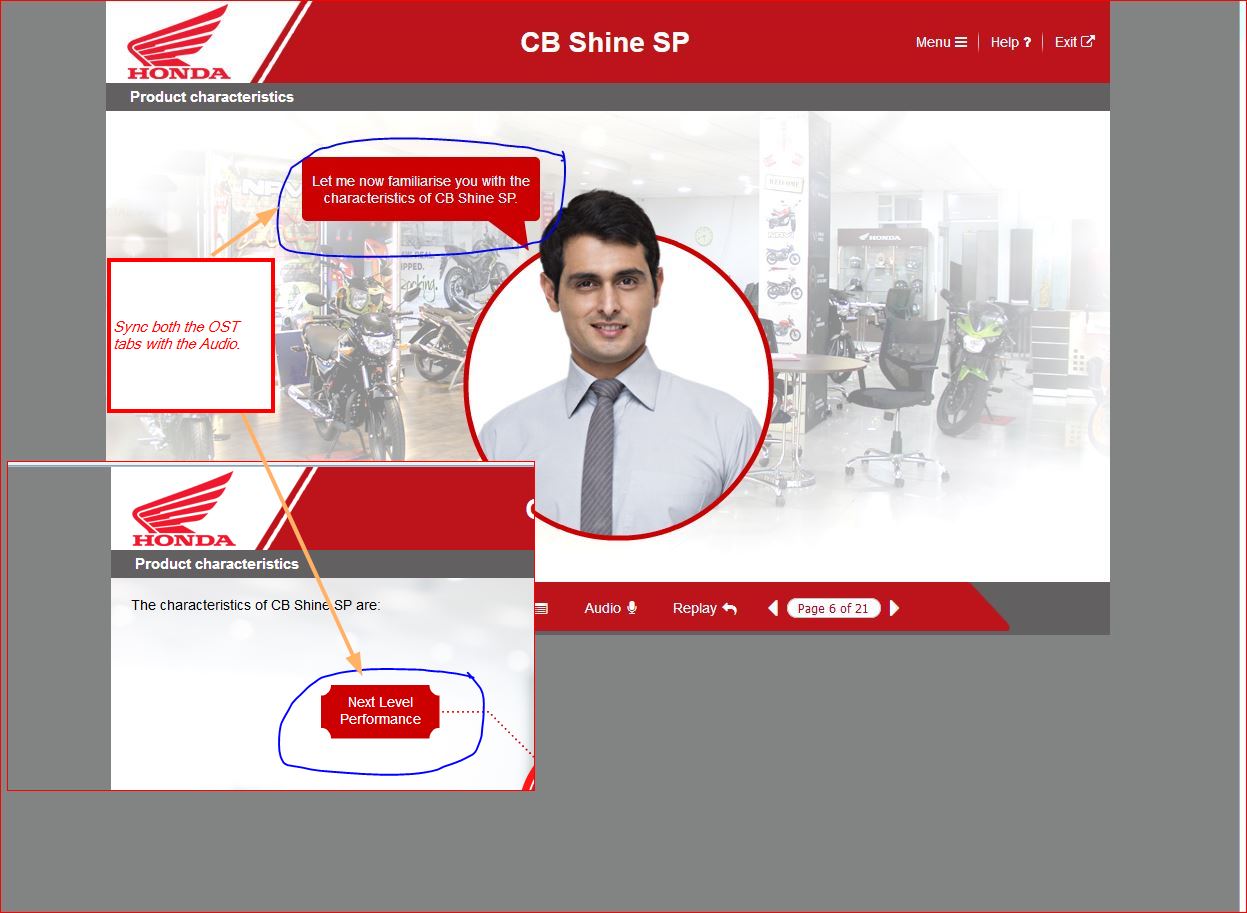 HONDA
CB Shine SP
Menu
Help ?
Exit
Product characteristics
Let me now familiarise you with the
characteristics of CB Shine SP.
WELCOME
HONDA
Sync both the OST
tabs with the Audio.
HONDA
Product characteristics
The characteristics of CB Shine SP are:
Next Level
Performance
Audio
Replay
Page 6 of 21